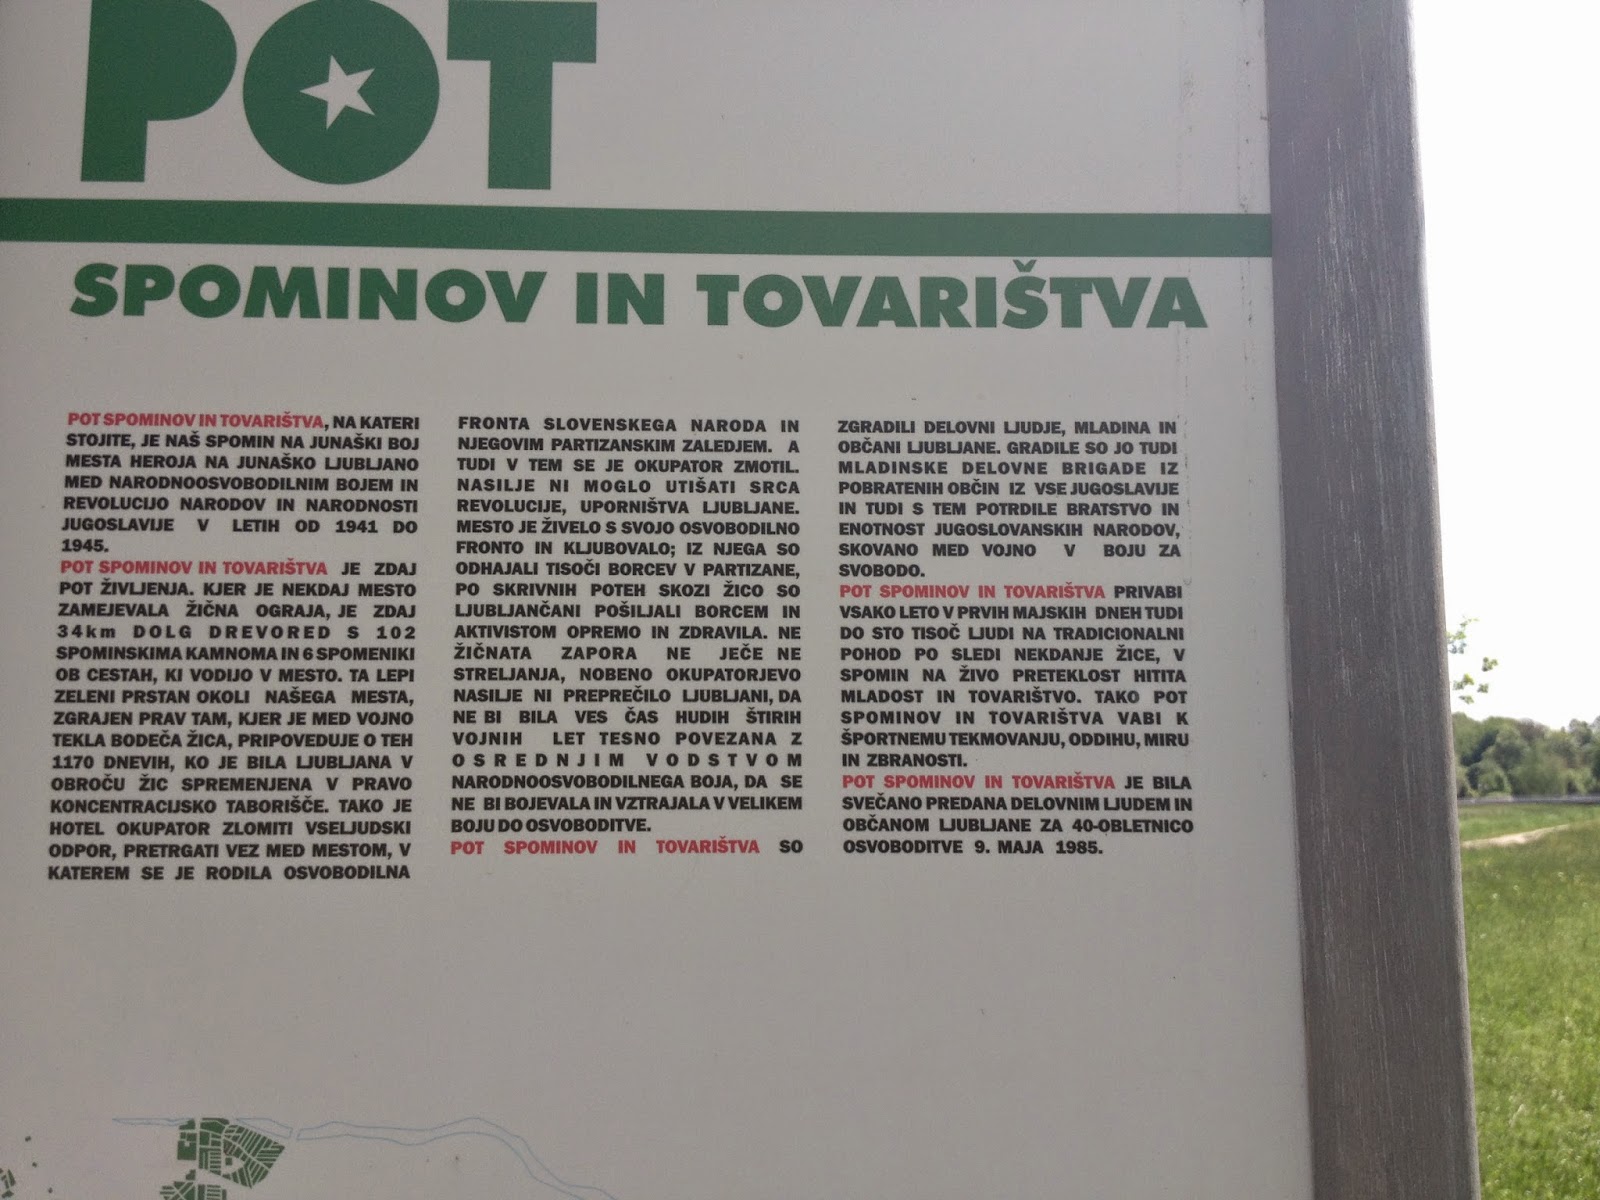 POT
SPOMINOV IN TOVARIŠTVA
POT SPOMINOV IN TOVARIŠTVA, NA KATERI
STOJITE, JE NAŠ SPOMIN NA JUNAŠKI BOJ
MESTA HEROJA NA JUNAŠKO LJUBLJANO
MED NARODNOOSVOBODILNIM BOJEM IN
REVOLUCIJO NARODOV IN NARODNOSTI
JUGOSLAVIJE V LETIH OD 1941 DO
1945.
POT SPOMINOV IN TOVARIŠTVA JE ZDAJ
POT ŽIVLJENJA. KJER JE NEKDAJ MESTO
ZAMEJEVALA ŽIČNA OGRAJA, JE ZDAJ
34km DOLG DREVORED S 102
SPOMINSKIMA KAMNOMA IN 6 SPOMENIKI
OB CESTAH, KI VODIJO V MESTO. TA LEPI
ZELENI PRSTAN OKOLI NAŠEGA MESTA,
ZGRAJEN PRAV TAM, KJER JE MED VOJNO
TEKLA BODEČA ŽICA, PRIPOVEDUJE O TEH
1170 DNEVIH, KO JE BILA LJUBLJANA V
OBROČU ŽIC SPREMENJENA V PRAVO
KONCENTRACIJSKO TABORIŠČE. TAKO JE
HOTEL OKUPATOR ZLOMITI VSELJUDSKI
ODPOR, PRETRGATI VEZ MED MESTOM, V
KATEREM SE JE RODILA OSVOBODILNA
FRONTA SLOVENSKEGA NARODA IN
NJEGOVIM PARTIZANSKIM ZALEDJEM. A
TUDI V TEM SE JE OKUPATOR ZMOTIL.
NASILJE NI MOGLO UTIŠATI SRCA
REVOLUCIJE, UPORNIŠTVA LJUBLJANE.
MESTO JE ŽIVELO S SVOJO OSVOBODILNO
FRONTO IN KLJUBOVALO; IZ NJEGA SO
ODHAJALI TISOČI BORCEV V PARTIZANE,
PO SKRIVNIH POTEH SKOZI ŽICO SO
LJUBLJANČANI POŠILJALI BORCEM IN
AKTIVISTOM OPREMO IN ZDRAVILA. NE
ŽIČNATA ZAPORA NE JEČE NE
STRELJANJA, NOBENO OKUPATORJEVO
NASILJE NI PREPREČILO LJUBLJANI, DA
NE BI BILA VES ČAS HUDIH ŠTIRIH
VOJNIH LET TESNO POVEZANA Z
OSREDNJIM VODSTVOM
NARODNOOSVOBODILNEGA BOJA, DA SE
NE BI BOJEVALA IN VZTRAJALA V VELIKEM
BOJU DO OSVOBODITVE.
POT SPOMINOV IN TOVARIŠTVA SO
ZGRADILI DELOVNI LJUDJE, MLADINA IN
OBČANI LJUBLJANE. GRADILE SO JO TUDI
MLADINSKE DELOVNE BRIGADE IZ
POBRATENIH OBČIN IZ VSE JUGOSLAVIJE
IN TUDI S TEM POTRDILE BRATSTVO IN
ENOTNOST JUGOSLOVANSKIH NARODOV,
SKOVANO MED VOJNO V BOJU ZA
SVOBODO.
POT SPOMINOV IN TOVARIŠTVA PRIVABI
VSAKO LETO V PRVIH MAJSKIH DNEH TUDI
DO STO TISOČ LJUDI NA TRADICIONALNI
POHOD PO SLEDI NEKDANJE ŽICE, V
SPOMIN NA ŽIVO PRETEKLOST HITITA
MLADOST IN TOVARIŠTVO. TAKO POT
SPOMINOV IN TOVARIŠTVA VABI K
ŠPORTNEMU TEKMOVANJU, ODDIHU, MIRU
IN ZBRANOSTI.
POT SPOMINOV IN TOVARIŠTVA JE BILA
SVEČANO PREDANA DELOVNIM LJUDEM IN
OBČANOM LJUBLJANE ZA 40-OBLETNICO
OSVOBODITVE 9. MAJA 1985.